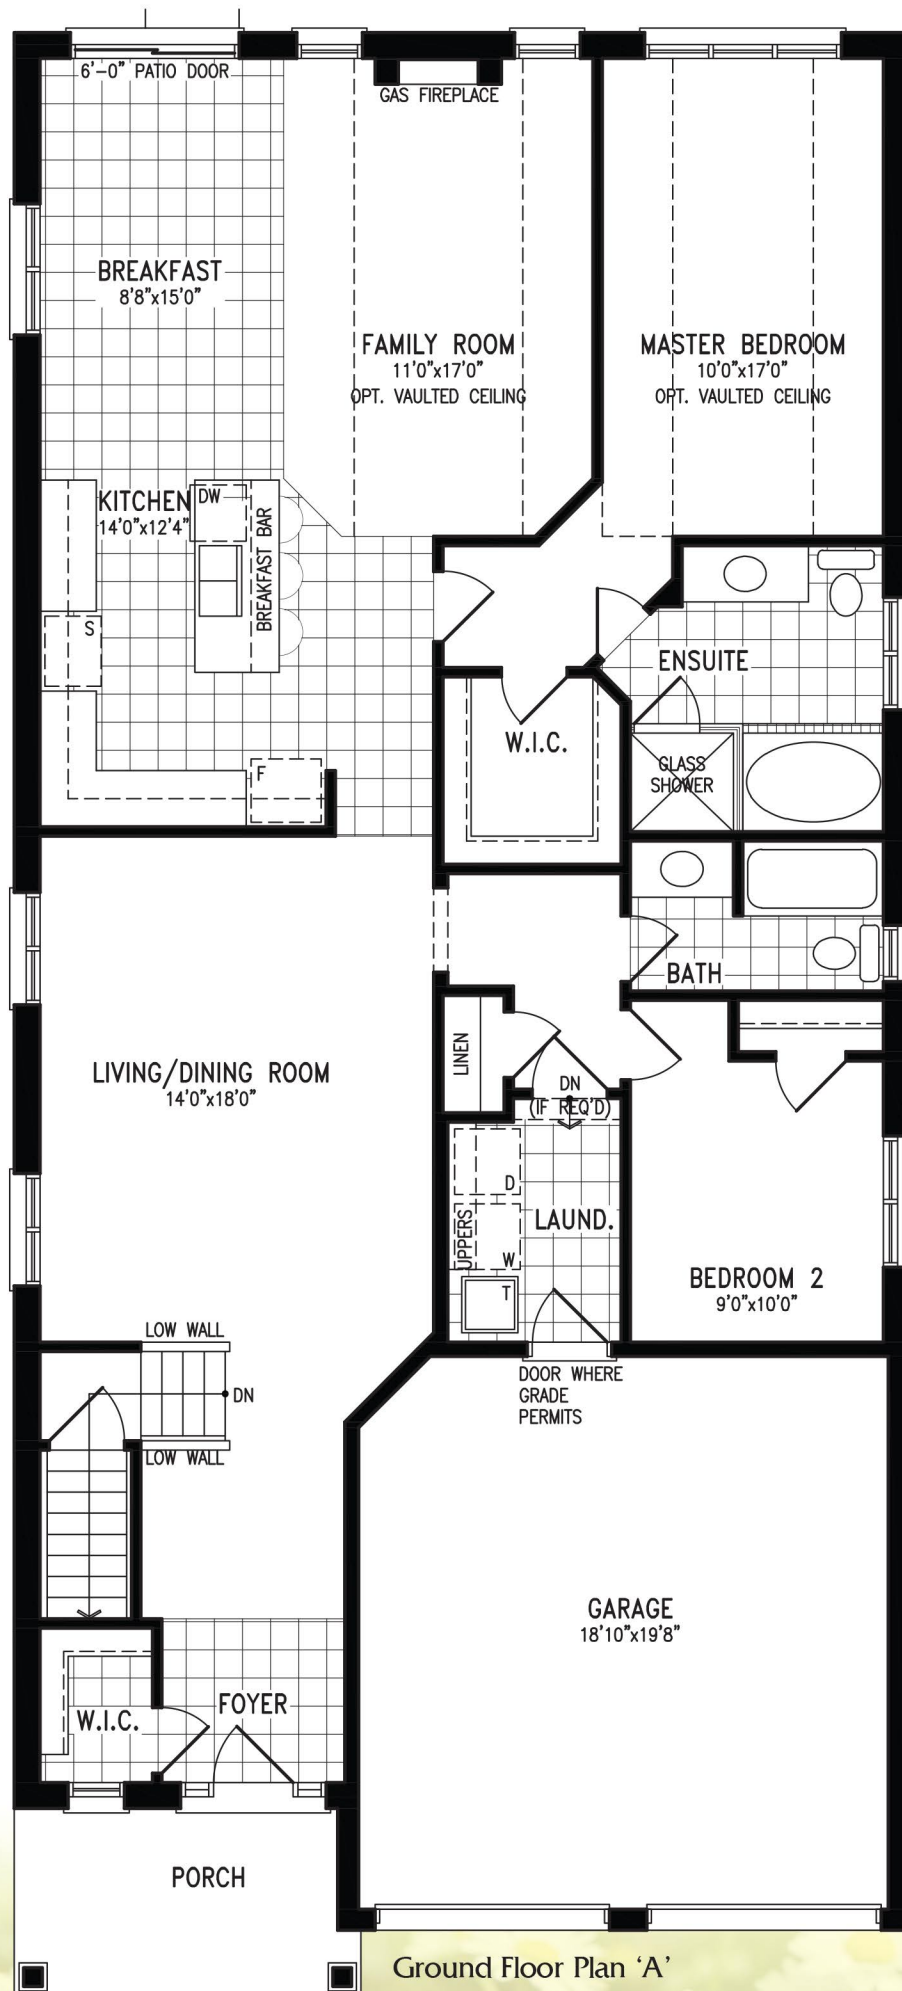 6'-0" PATIO DOOR
GAS FIREPLACE
BREAKFAST
8'8"x15'0"
FAMILY ROOM
11'0"x17'0"
OPT. VAULTED CEILING
MASTER BEDROOM
10'0"x17'0"
OPT. VAULTED CEILING
KITCHEN
14'0"x12'4"
DW
BREAKFAST BAR
S
F
ENSUITE
W.I.C.
GLASS
SHOWER
BATH
LINEN
LIVING/DINING ROOM
14'0"x18'0"
DN
(IF REQ'D)
D
UPPERS
W
T
LAUND.
BEDROOM 2
9'0"x10'0"
LOW WALL
DN
LOW WALL
DOOR WHERE
GRADE
PERMITS
GARAGE
18'10"x19'8"
FOYER
W.I.C.
PORCH
Ground Floor Plan ‘A’